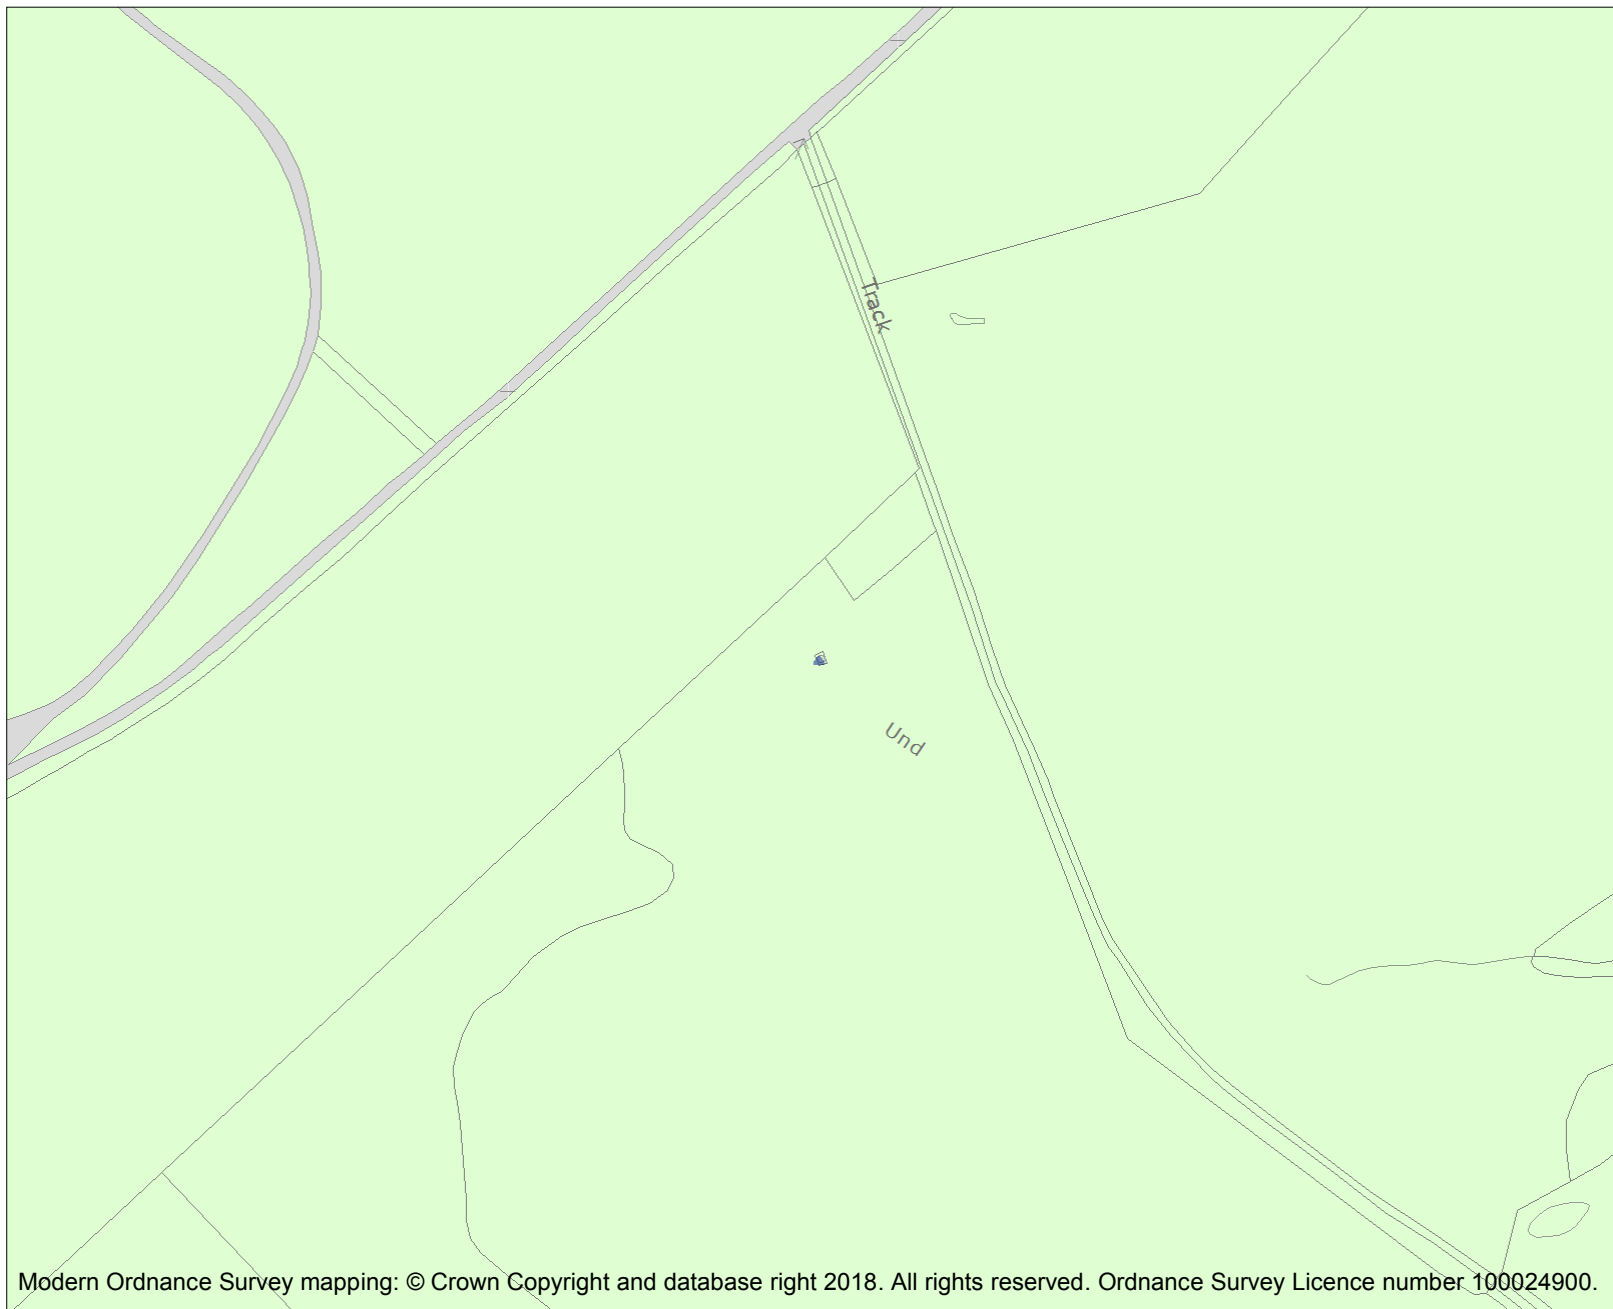 Track
Und
Modern Ordnance Survey mapping: © Crown Copyright and database right 2018. All rights reserved. Ordnance Survey Licence number 100024900.